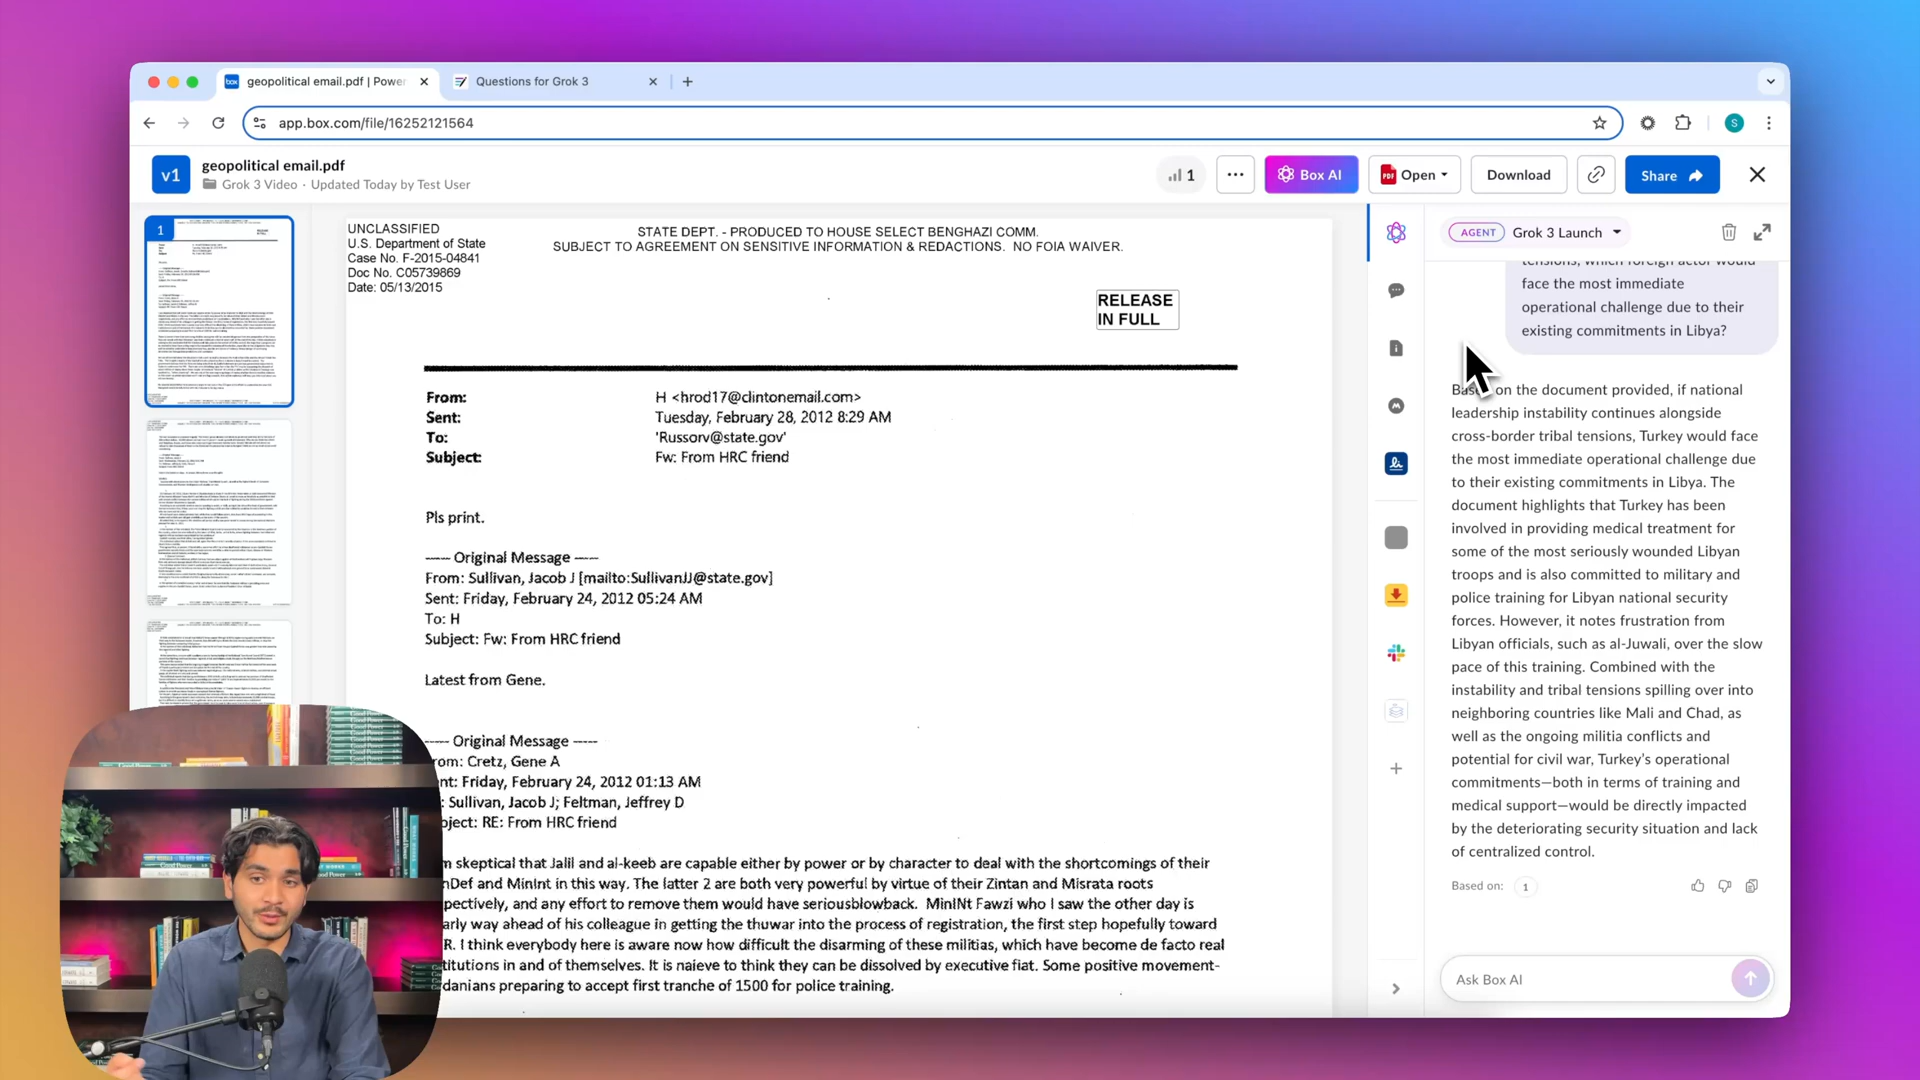 geopolitical email.pdf | Power
Questions for Grok 3
app.box.com/file/16252121564
S
v1
geopolitical email.pdf
Grok 3 Video · Updated Today by Test User
1
Box AI
Open
Download
Share
1
UNCLASSIFIED
U.S. Department of State
Case No. F-2015-04841
Doc No. C05739869
Date: 05/13/2015
STATE DEPT. - PRODUCED TO HOUSE SELECT BENGHAZI COMM.
SUBJECT TO AGREEMENT ON SENSITIVE INFORMATION & REDACTIONS. NO FOIA WAIVER.
RELEASE
IN FULL
From: H <hrod17@clintonemail.com>
Sent: Tuesday, February 28, 2012 8:29 AM
To: 'Russorv@state.gov'
Subject: Fw: From HRC friend
Pls print.
----- Original Message -----
From: Sullivan, Jacob J [mailto:SullivanJJ@state.gov]
Sent: Friday, February 24, 2012 05:24 AM
To: H
Subject: Fw: From HRC friend
Latest from Gene.
----- Original Message -----
rom: Cretz, Gene A
nt: Friday, February 24, 2012 01:13 AM
: Sullivan, Jacob J; Feltman, Jeffrey D
bject: RE: From HRC friend
m skeptical that Jalil and al-keeb are capable either by power or by character to deal with the shortcomings of their
nDef and MinInt in this way. The latter 2 are both very powerful by virtue of their Zintan and Misrata roots
pectively, and any effort to remove them would have seriousblowback. MinINt Fawzi who I saw the other day is
arly way ahead of his colleague in getting the thuwar into the process of registration, the first step hopefully toward
R. I think everybody here is aware now how difficult the disarming of these militias, which have become de facto real
titutions in and of themselves. It is naieve to think they can be dissolved by executive fiat. Some positive movement-
rdanians preparing to accept first tranche of 1500 for police training.
AGENT Grok 3 Launch
tensions, which foreign actor would
face the most immediate
operational challenge due to their
existing commitments in Libya?
Based on the document provided, if national
leadership instability continues alongside
cross-border tribal tensions, Turkey would face
the most immediate operational challenge due
to their existing commitments in Libya. The
document highlights that Turkey has been
involved in providing medical treatment for
some of the most seriously wounded Libyan
troops and is also committed to military and
police training for Libyan national security
forces. However, it notes frustration from
Libyan officials, such as al-Juwali, over the slow
pace of this training. Combined with the
instability and tribal tensions spilling over into
neighboring countries like Mali and Chad, as
well as the ongoing militia conflicts and
potential for civil war, Turkey's operational
commitments—both in terms of training and
medical support—would be directly impacted
by the deteriorating security situation and lack
of centralized control.
Based on: 1
Ask Box AI